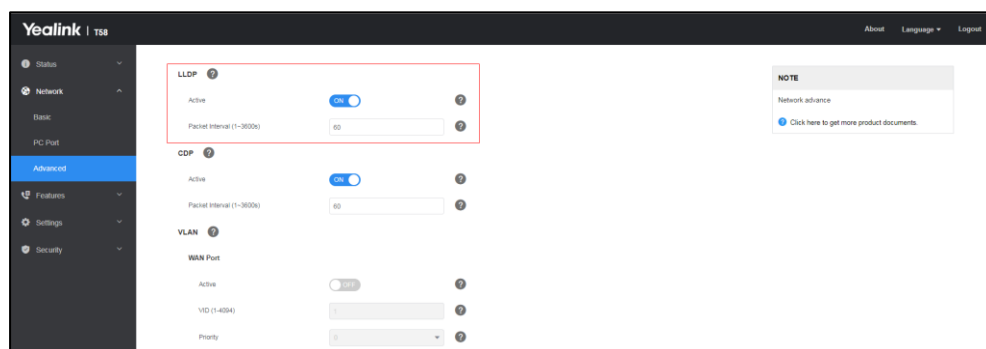 Yealink | T58
About Language Logout
Status
Network
Basic
PC Port
Advanced
Features
Settings
Security
LLDP ?
Active ON ?
Packet Interval (1~3600s) 60 ?
CDP ?
Active ON ?
Packet Interval (1~3600s) 60 ?
VLAN ?
WAN Port
Active OFF ?
VID (1-4094) 1 ?
Priority 0 ?
NOTE
Network advance
? Click here to get more product documents.